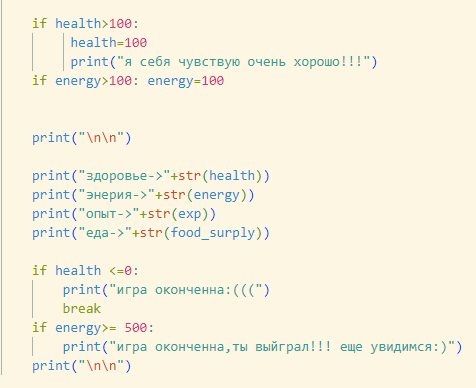 if health>100:
health=100
print("я себя чувствую очень хорошо!!!")
if energy>100: energy=100
print("\n\n")
print("здоровье->"+str(health))
print("энерия->"+str(energy))
print("опыт->"+str(exp))
print("еда->"+str(food_surply))
if health <=0:
print("игра оконченна:(((")
break
if energy>= 500:
print("игра оконченна,ты выйграл!!! еще увидимся:)")
print("\n\n")